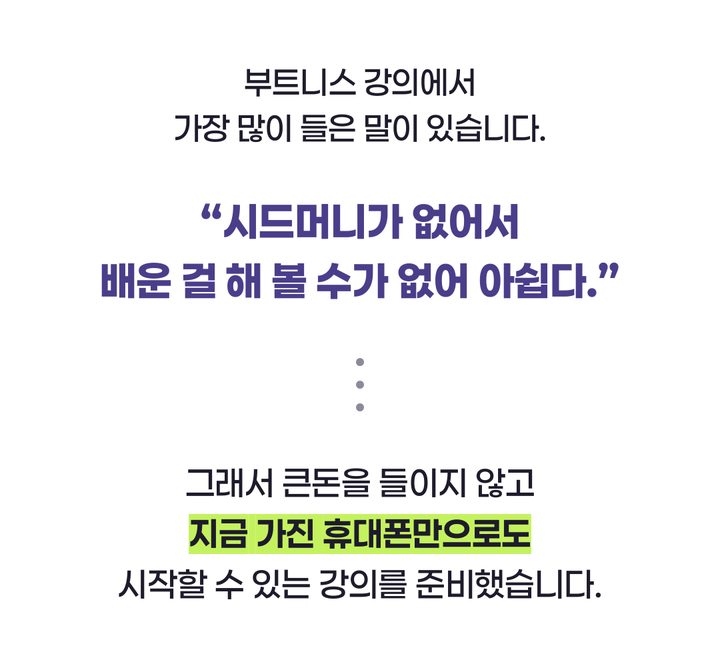 부트니스 강의에서
가장 많이 들은 말이 있습니다.
“시드머니가 없어서
배운 걸 해 볼 수가 없어 아쉽다.”
그래서 큰돈을 들이지 않고
지금 가진 휴대폰만으로도
시작할 수 있는 강의를 준비했습니다.